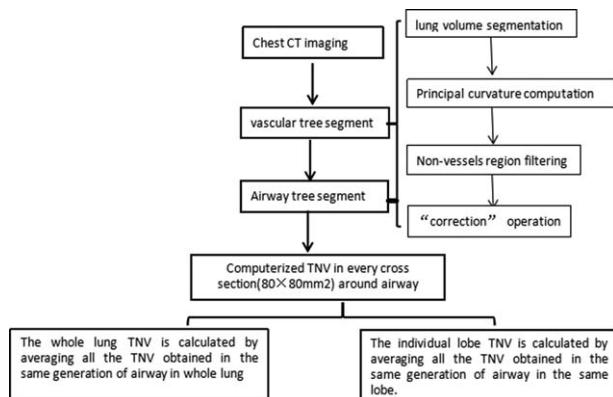 lung volume segmentation
Chest CT imaging
Principal curvature computation
vascular tree segment
Non-vessels region filtering
Airway tree segment
“correction” operation
Computerized TNV in every cross
section(80×80mm2) around airway
The whole lung TNV is calculated by
averaging all the TNV obtained in the
same generation of airway in whole lung
The individual lobe TNV is calculated by
averaging all the TNV obtained in the
same generation of airway in the same
lobe.